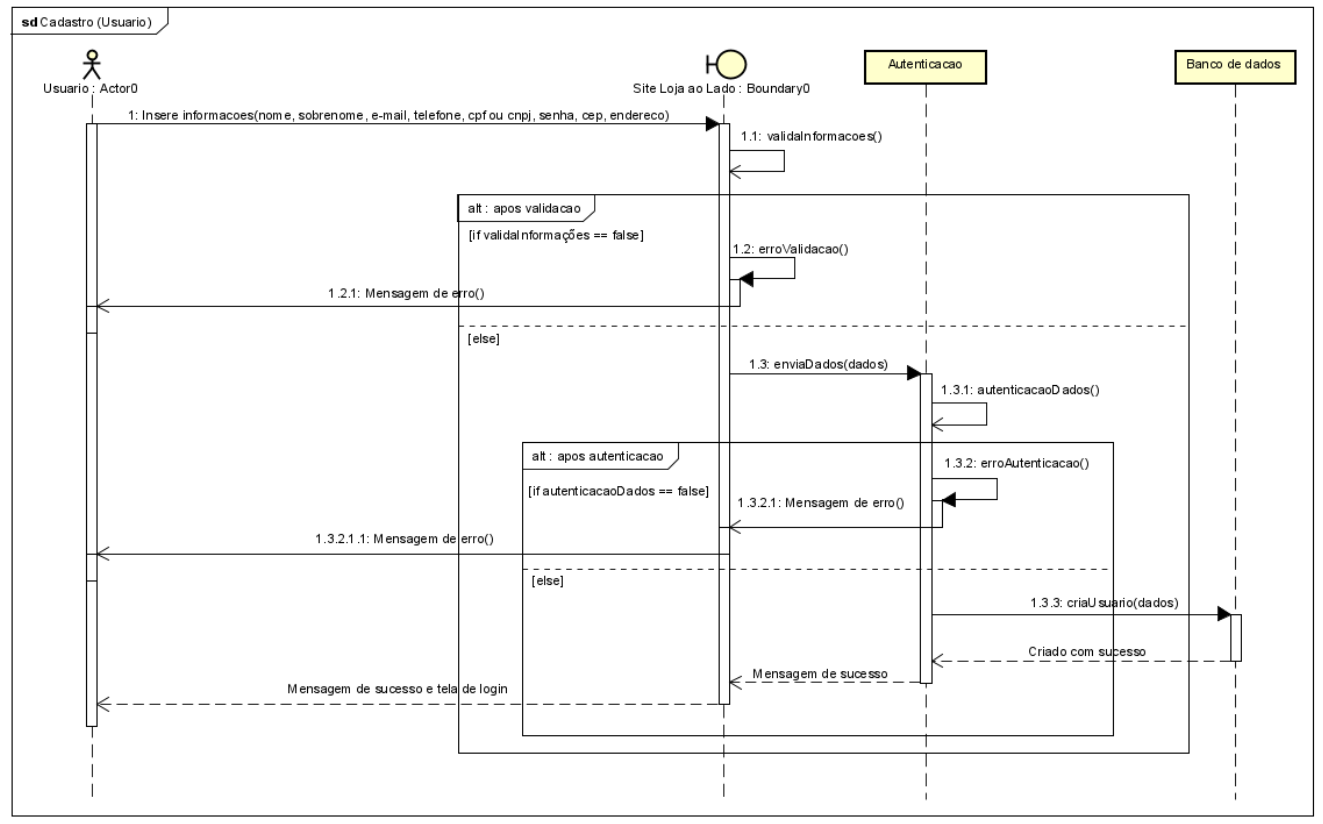 sd Cadastro (Usuario)
Usuario : Actor0
Site Loja ao Lado : Boundary0
Autenticacao
Banco de dados
1: Insere informacoes(nome, sobrenome, e-mail, telefone, cpf ou cnpj, senha, cep, endereco)
1.1: validaInformacoes()
alt : apos validacao
[if validaInformações == false]
1.2: erroValidacao()
1.2.1: Mensagem de erro()
[else]
1.3: enviaDados(dados)
1.3.1: autenticacaoDados()
alt : apos autenticacao
1.3.2: erroAutenticacao()
[if autenticacaoDados == false]
1.3.2.1: Mensagem de erro()
1.3.2.1.1: Mensagem de erro()
[else]
1.3.3: criaUsuario(dados)
Criado com sucesso
Mensagem de sucesso
Mensagem de sucesso e tela de login